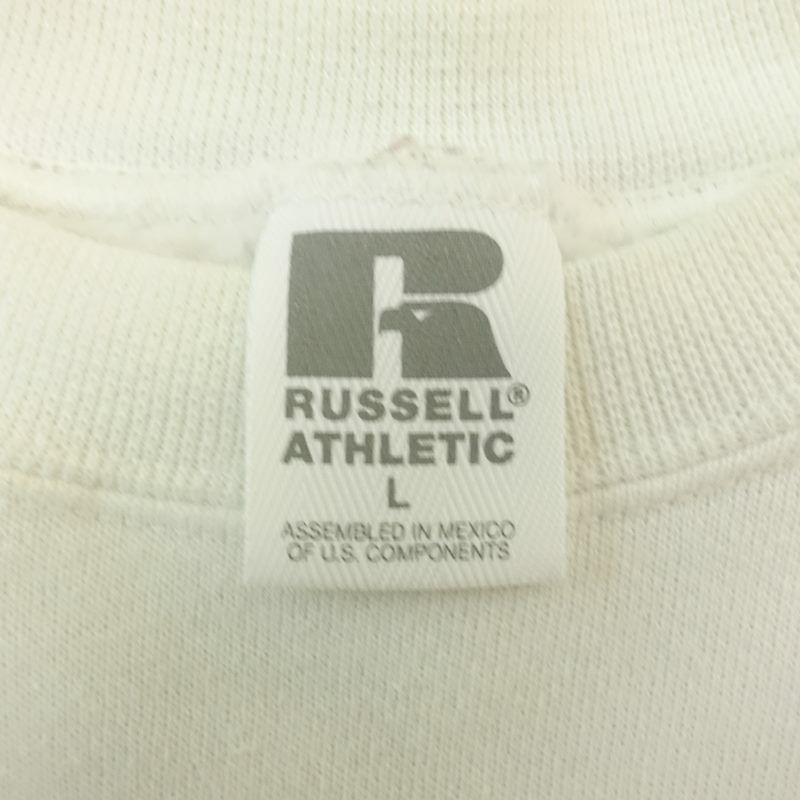 RUSSELL®
ATHLETIC
L
ASSEMBLED IN MEXICO
OF U.S. COMPONENTS